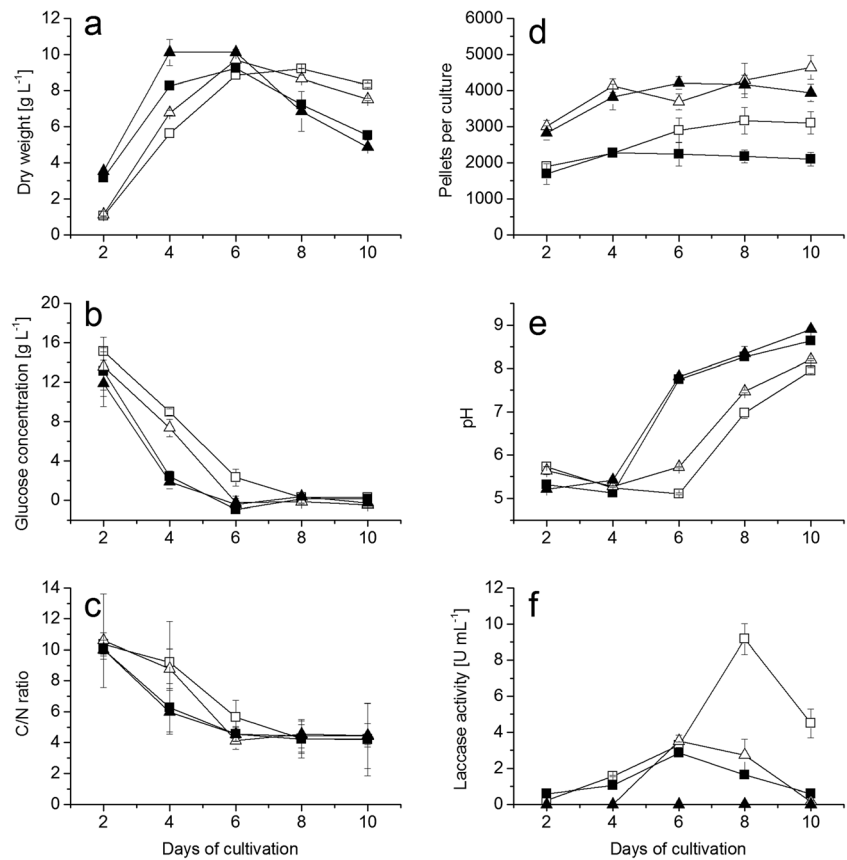 a
12
10
8
6
4
2
0
Dry weight [g L⁻¹]
2 4 6 8 10
d
6000
5000
4000
3000
2000
1000
0
Pellets per culture
2 4 6 8 10
b
20
16
12
8
4
0
Glucose concentration [g L⁻¹]
2 4 6 8 10
e
9
8
7
6
5
pH
2 4 6 8 10
c
14
12
10
8
6
4
2
0
C/N ratio
2 4 6 8 10
Days of cultivation
f
12
10
8
6
4
2
0
Laccase activity [U mL⁻¹]
2 4 6 8 10
Days of cultivation